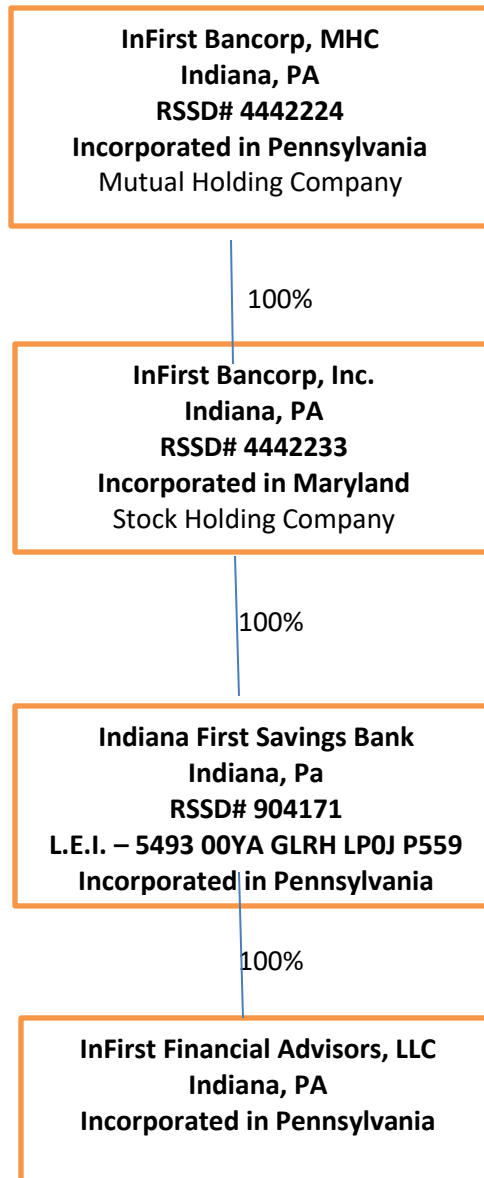 InFirst Bancorp, MHC
Indiana, PA
RSSD# 4442224
Incorporated in Pennsylvania
Mutual Holding Company
100%
InFirst Bancorp, Inc.
Indiana, PA
RSSD# 4442233
Incorporated in Maryland
Stock Holding Company
100%
Indiana First Savings Bank
Indiana, Pa
RSSD# 904171
L.E.I. – 5493 00YA GLRH LP0J P559
Incorporated in Pennsylvania
100%
InFirst Financial Advisors, LLC
Indiana, PA
Incorporated in Pennsylvania